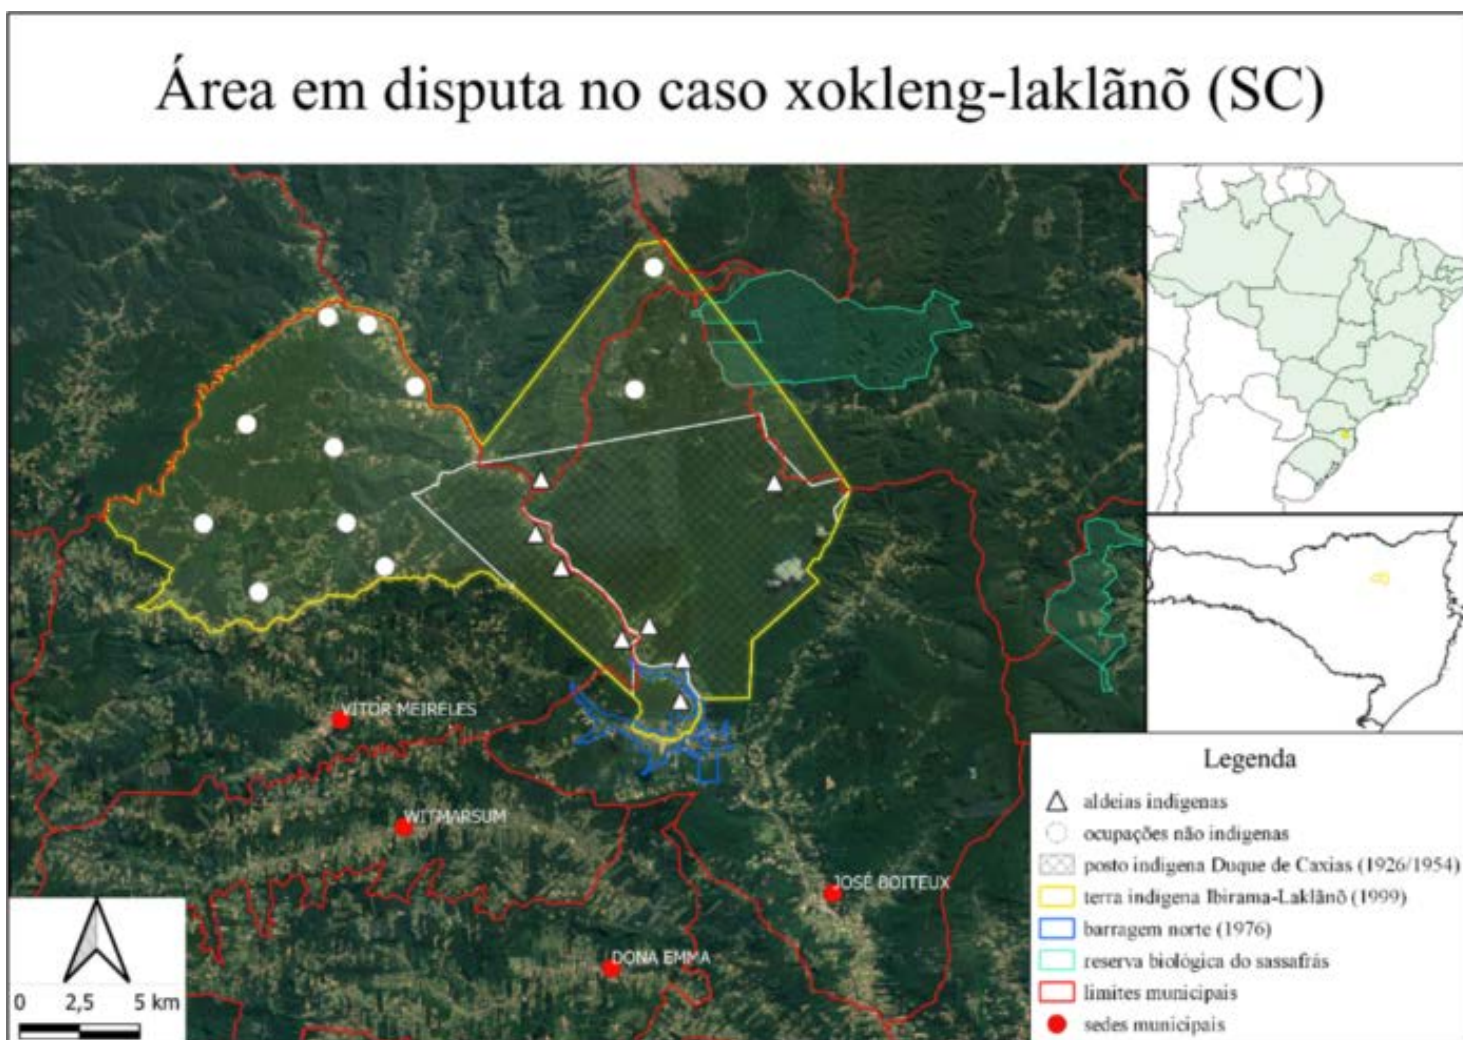 Área em disputa no caso xokleng-laklãnõ (SC)
VITOR MEIRELES
WITMARSUM
JOSÉ BOITEUX
DONA EMMA
0 2,5 5 km
Legenda
aldeias indígenas
ocupações não indígenas
posto indígena Duque de Caxias (1926/1954)
terra indígena Ibirama-Laklãnõ (1999)
barragem norte (1976)
reserva biológica do sassafrás
limites municipais
sedes municipais